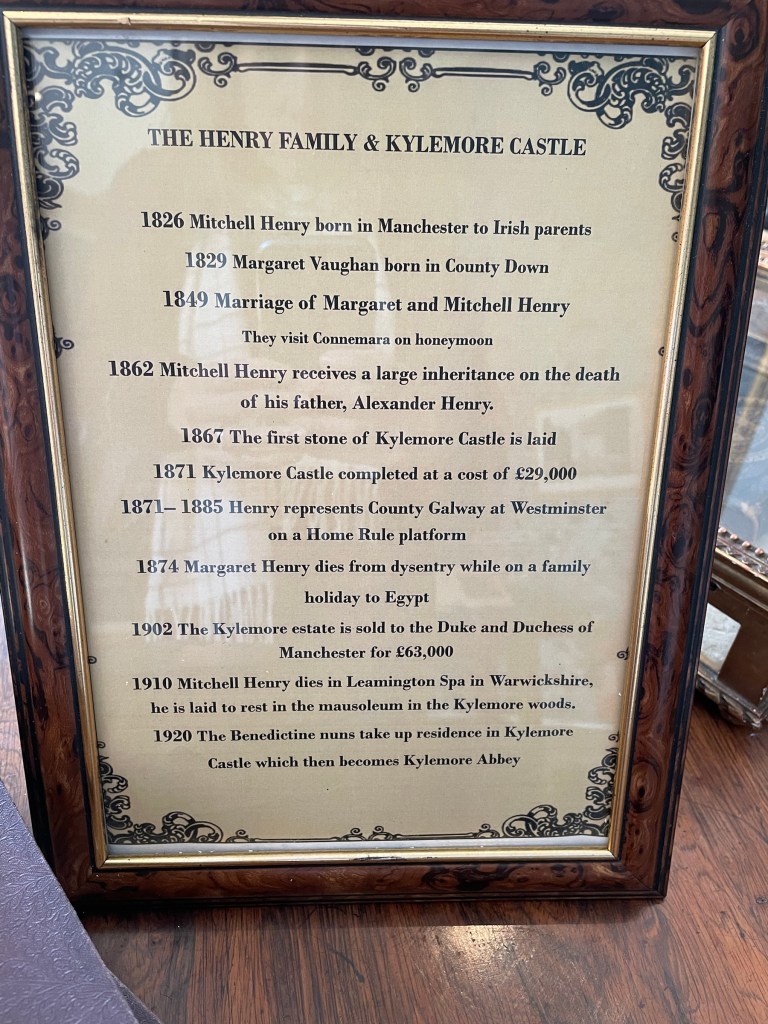 THE HENRY FAMILY & KYLEMORE CASTLE
1826 Mitchell Henry born in Manchester to Irish parents
1829 Margaret Vaughan born in County Down
1849 Marriage of Margaret and Mitchell Henry
They visit Connemara on honeymoon
1862 Mitchell Henry receives a large inheritance on the death
of his father, Alexander Henry.
1867 The first stone of Kylemore Castle is laid
1871 Kylemore Castle completed at a cost of £29,000
1871– 1885 Henry represents County Galway at Westminster
on a Home Rule platform
1874 Margaret Henry dies from dysentry while on a family
holiday to Egypt
1902 The Kylemore estate is sold to the Duke and Duchess of
Manchester for £63,000
1910 Mitchell Henry dies in Leamington Spa in Warwickshire,
he is laid to rest in the mausoleum in the Kylemore woods.
1920 The Benedictine nuns take up residence in Kylemore
Castle which then becomes Kylemore Abbey